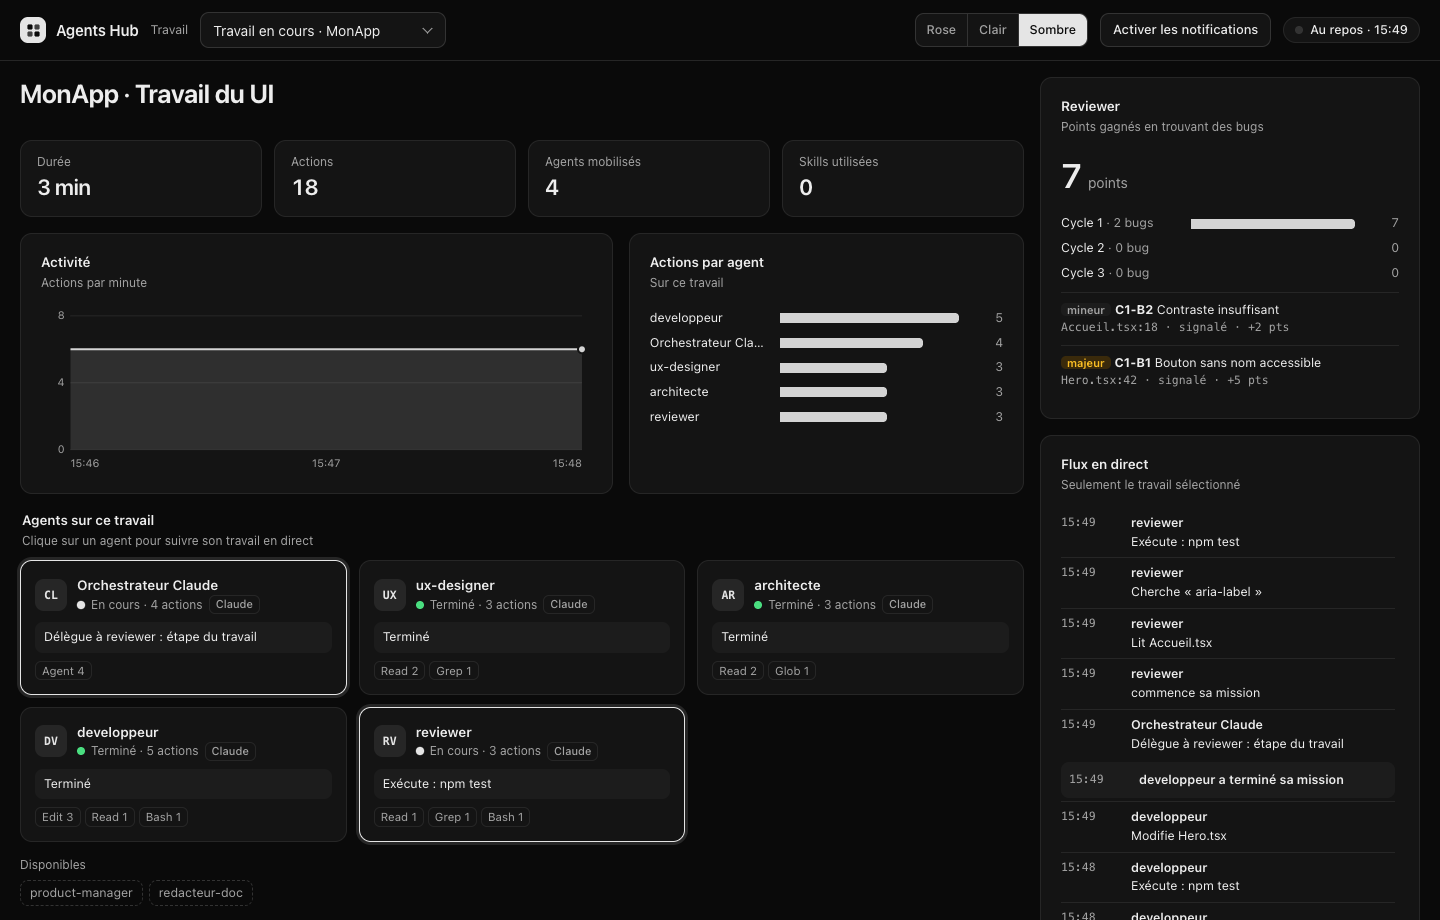 Agents Hub
Travail
Travail en cours · MonApp
Rose
Clair
Sombre
Activer les notifications
Au repos · 15:49
MonApp · Travail du UI
Durée
3 min
Actions
18
Agents mobilisés
4
Skills utilisées
0
Activité
Actions par minute
8
4
0
15:46
15:47
15:48
Actions par agent
Sur ce travail
developpeur 5
Orchestrateur Cla... 4
ux-designer 3
architecte 3
reviewer 3
Agents sur ce travail
Clique sur un agent pour suivre son travail en direct
CL
Orchestrateur Claude
En cours · 4 actions Claude
Délègue à reviewer : étape du travail
Agent 4
UX
ux-designer
Terminé · 3 actions Claude
Terminé
Read 2 Grep 1
AR
architecte
Terminé · 3 actions Claude
Terminé
Read 2 Glob 1
DV
developpeur
Terminé · 5 actions Claude
Terminé
Edit 3 Read 1 Bash 1
RV
reviewer
En cours · 3 actions Claude
Exécute : npm test
Read 1 Grep 1 Bash 1
Disponibles
product-manager redacteur-doc
Reviewer
Points gagnés en trouvant des bugs
7 points
Cycle 1 · 2 bugs 7
Cycle 2 · 0 bug 0
Cycle 3 · 0 bug 0
mineur C1-B2 Contraste insuffisant
Accueil.tsx:18 · signalé · +2 pts
majeur C1-B1 Bouton sans nom accessible
Hero.tsx:42 · signalé · +5 pts
Flux en direct
Seulement le travail sélectionné
15:49 reviewer
Exécute : npm test
15:49 reviewer
Cherche « aria-label »
15:49 reviewer
Lit Accueil.tsx
15:49 reviewer
commence sa mission
15:49 Orchestrateur Claude
Délègue à reviewer : étape du travail
15:49 developpeur a terminé sa mission
15:49 developpeur
Modifie Hero.tsx
15:48 developpeur
Exécute : npm test
15:48 developpeur